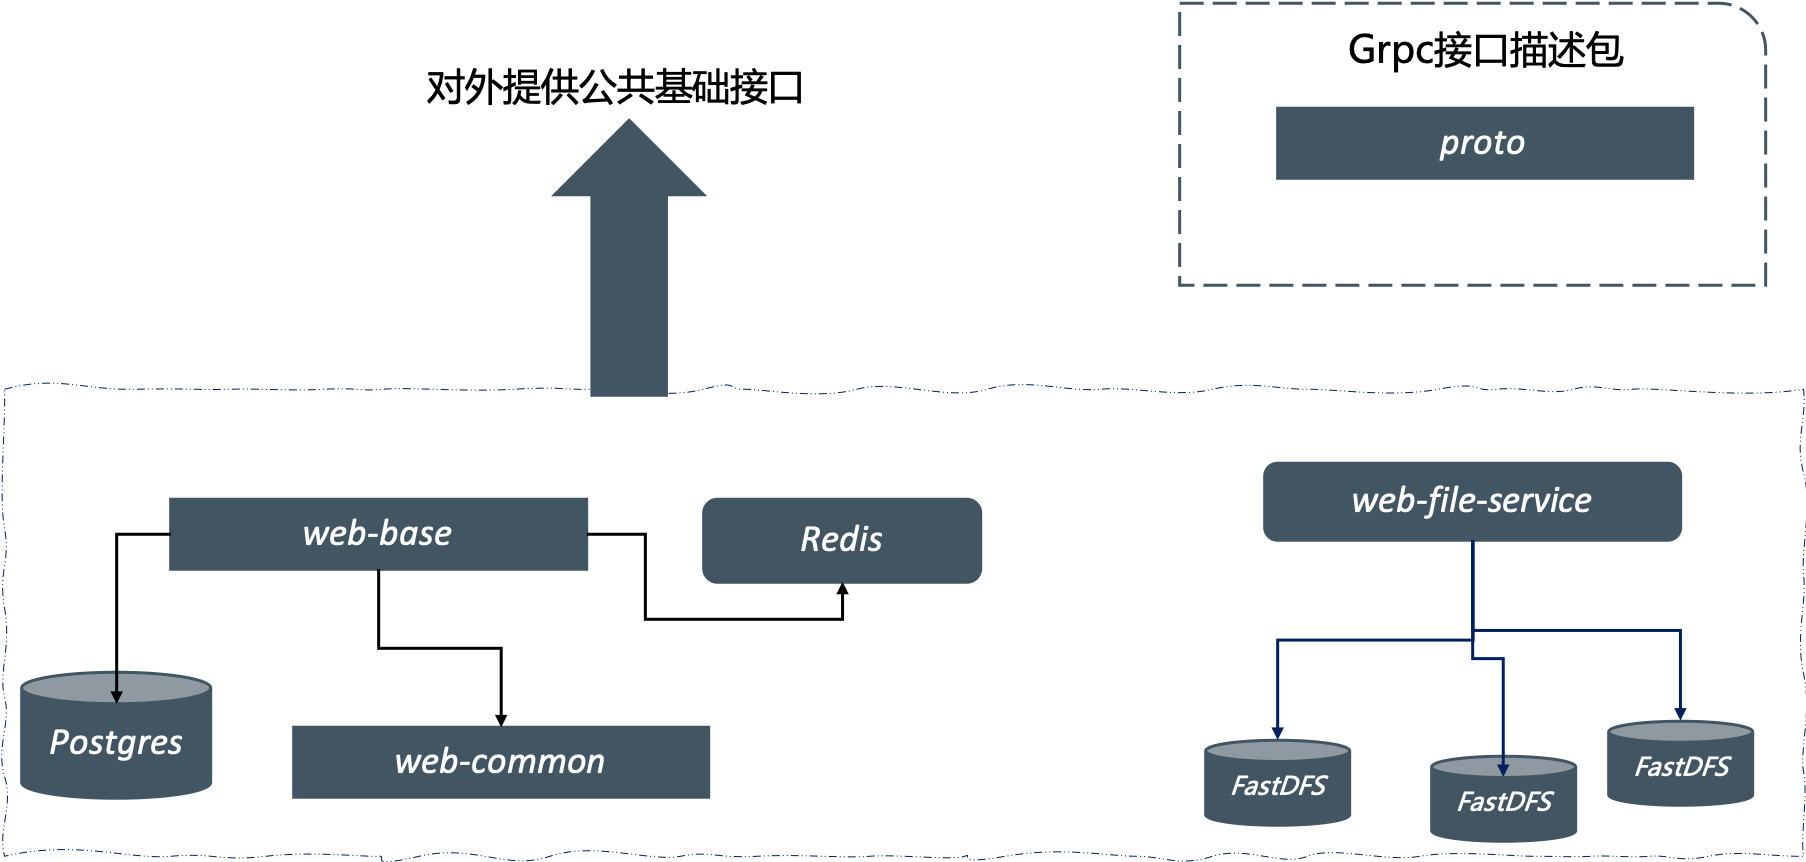 对外提供公共基础接口
Grpc接口描述包
proto
web-base
Redis
web-file-service
Postgres
web-common
FastDFS
FastDFS
FastDFS